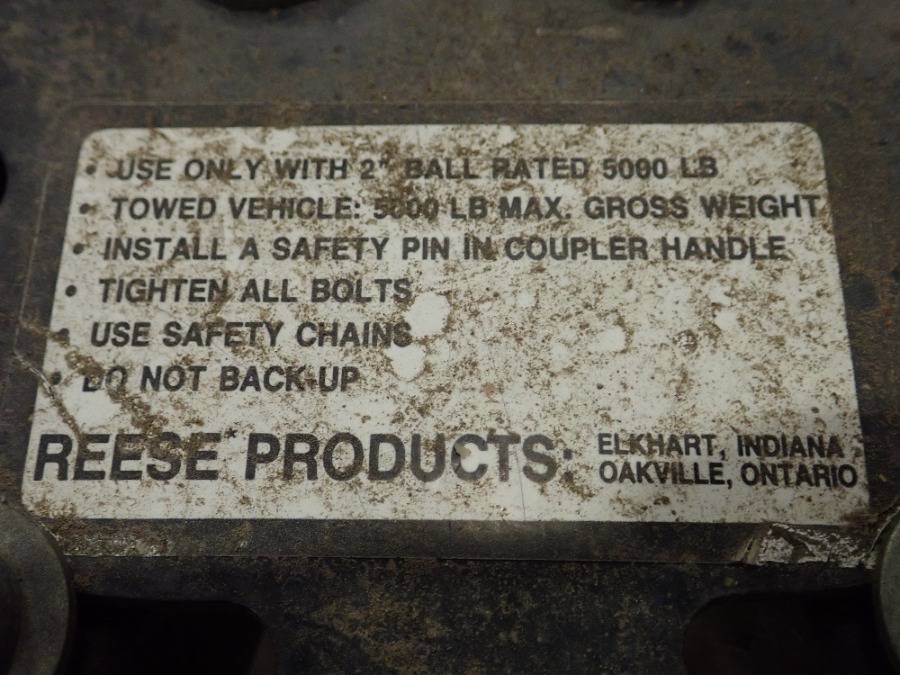 • USE ONLY WITH 2" BALL RATED 5000 LB
• TOWED VEHICLE: 5000 LB MAX. GROSS WEIGHT
• INSTALL A SAFETY PIN IN COUPLER HANDLE
• TIGHTEN ALL BOLTS
• USE SAFETY CHAINS
• DO NOT BACK-UP
REESE* PRODUCTS: ELKHART, INDIANA
OAKVILLE, ONTARIO